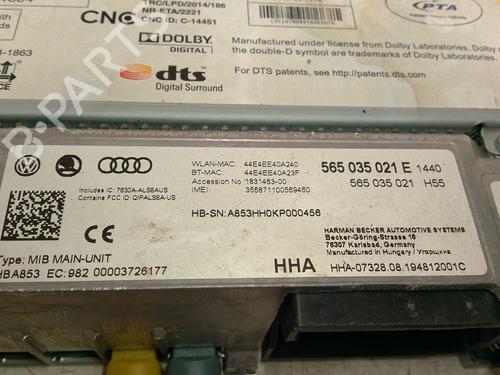 TRC/LPD/2014/186
NR-ETA/2221
CNC ID: C-14451
CNC
PTA
DOLBY
DIGITAL
Manufactured under license from Dolby Laboratories. Dolby
the double-D symbol are trademarks of Dolby Laboratories.
For DTS patents, see http://patents.dts.com
dts
Digital Surround
-1863
B-PARTS
WLAN-MAC: 44E4EE40A240
BT-MAC: 44E4EE40A23F
Accession No 1831463-00
IMEI 356871100569460
565 035 021 E 1440
565 035 021 H55
Includes IC: 7830A-ALS6AUS
Contains FCC ID: QIPALS6A-US
HB-SN: A853HH0KP000456
CE
HARMAN BECKER AUTOMOTIVE SYSTEMS
Becker-Göring-Strasse 16
76307 Karlsbad, Germany
Manufactured in Hungary / Угорщина
Type: MIB MAIN-UNIT
HBA853 EC: 982 00003726177
HHA
HHA-07328.08.194812001C